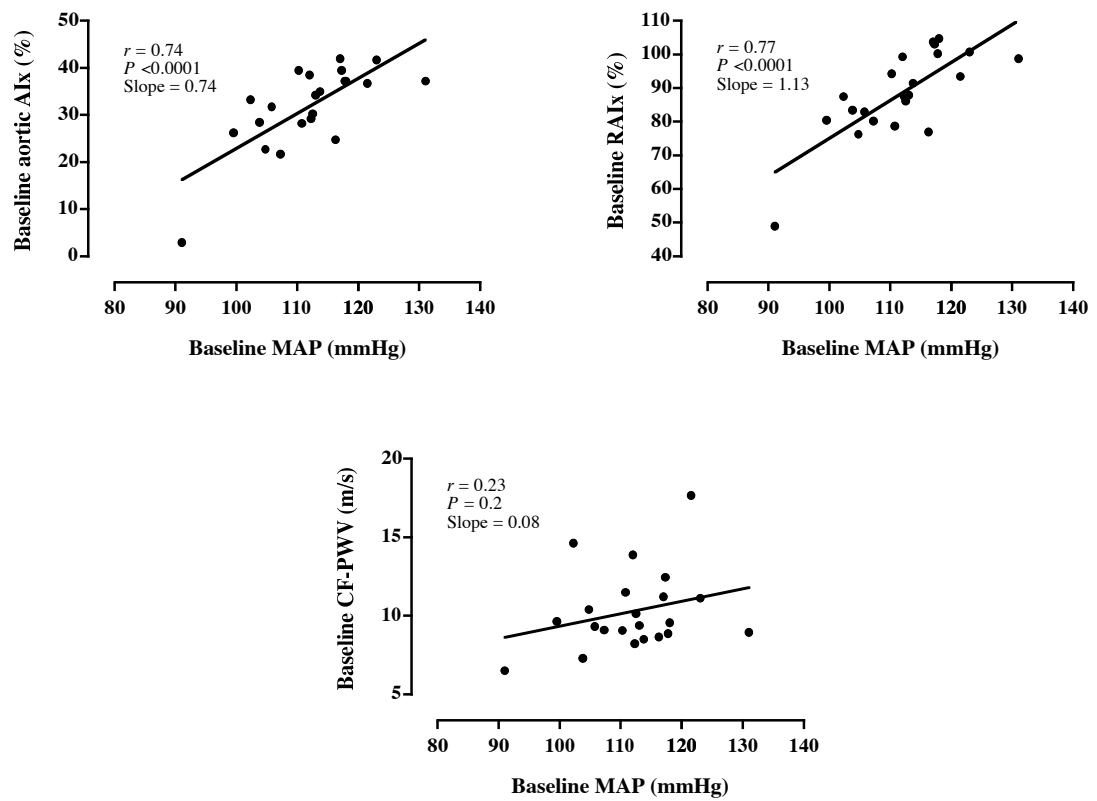 50
40
30
20
10
0
Baseline aortic AIx (%)
r = 0.74
P <0.0001
Slope = 0.74
80 90 100 110 120 130 140
Baseline MAP (mmHg)
110
100
90
80
70
60
50
40
Baseline RAIx (%)
r = 0.77
P <0.0001
Slope = 1.13
80 90 100 110 120 130 140
Baseline MAP (mmHg)
20
15
10
5
Baseline CF-PWV (m/s)
r = 0.23
P = 0.2
Slope = 0.08
80 90 100 110 120 130 140
Baseline MAP (mmHg)